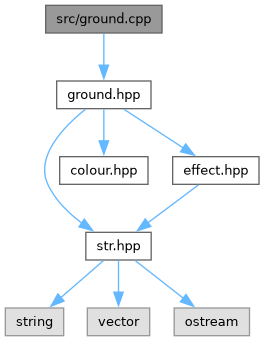 src/ground.cpp
ground.hpp
colour.hpp
effect.hpp
str.hpp
string
vector
ostream